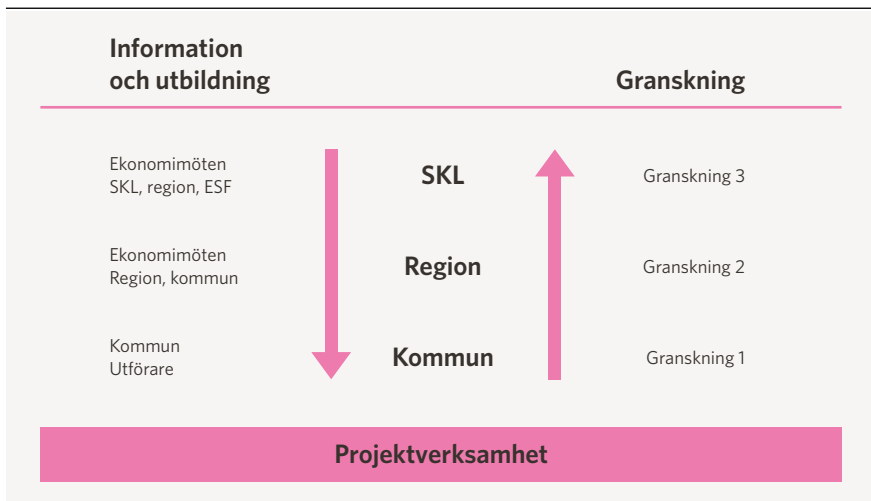 Information
och utbildning
Granskning
Ekonomimöten
SKL, region, ESF
SKL
Granskning 3
Ekonomimöten
Region, kommun
Region
Granskning 2
Kommun
Utförare
Kommun
Granskning 1
Projektverksamhet